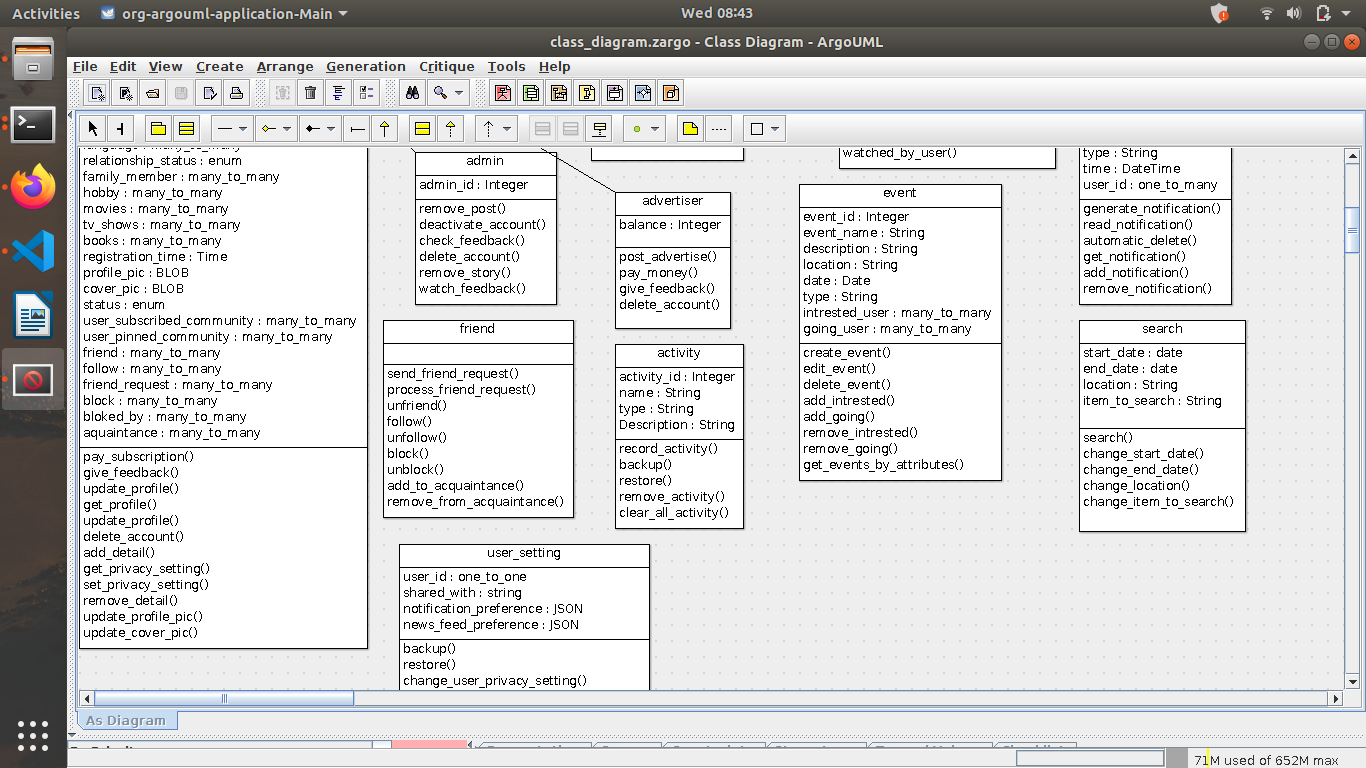 Activities
org-argouml-application-Main
Wed 08:43
class_diagram.zargo - Class Diagram - ArgoUML
File Edit View Create Arrange Generation Critique Tools Help
relationship_status : enum
family_member : many_to_many
hobby : many_to_many
movies : many_to_many
tv_shows : many_to_many
books : many_to_many
registration_time : Time
profile_pic : BLOB
cover_pic : BLOB
status : enum
user_subscribed_community : many_to_many
user_pinned_community : many_to_many
friend : many_to_many
follow : many_to_many
friend_request : many_to_many
block : many_to_many
bloked_by : many_to_many
aquaintance : many_to_many
pay_subscription()
give_feedback()
update_profile()
get_profile()
update_profile()
delete_account()
add_detail()
get_privacy_setting()
set_privacy_setting()
remove_detail()
update_profile_pic()
update_cover_pic()
admin
admin_id : Integer
remove_post()
deactivate_account()
check_feedback()
delete_account()
remove_story()
watch_feedback()
friend
send_friend_request()
process_friend_request()
unfriend()
follow()
unfollow()
block()
unblock()
add_to_acquaintance()
remove_from_acquaintance()
user_setting
user_id : one_to_one
shared_with : string
notification_preference : JSON
news_feed_preference : JSON
backup()
restore()
change_user_privacy_setting()
advertiser
balance : Integer
post_advertise()
pay_money()
give_feedback()
delete_account()
activity
activity_id : Integer
name : String
type : String
Description : String
record_activity()
backup()
restore()
remove_activity()
clear_all_activity()
watched_by_user()
event
event_id : Integer
event_name : String
description : String
location : String
date : Date
type : String
intrested_user : many_to_many
going_user : many_to_many
create_event()
edit_event()
delete_event()
add_intrested()
add_going()
remove_intrested()
remove_going()
get_events_by_attributes()
type : String
time : DateTime
user_id : one_to_many
generate_notification()
read_notification()
automatic_delete()
get_notification()
add_notification()
remove_notification()
search
start_date : date
end_date : date
location : String
item_to_search : String
search()
change_start_date()
change_end_date()
change_location()
change_item_to_search()
As Diagram
71M used of 652M max